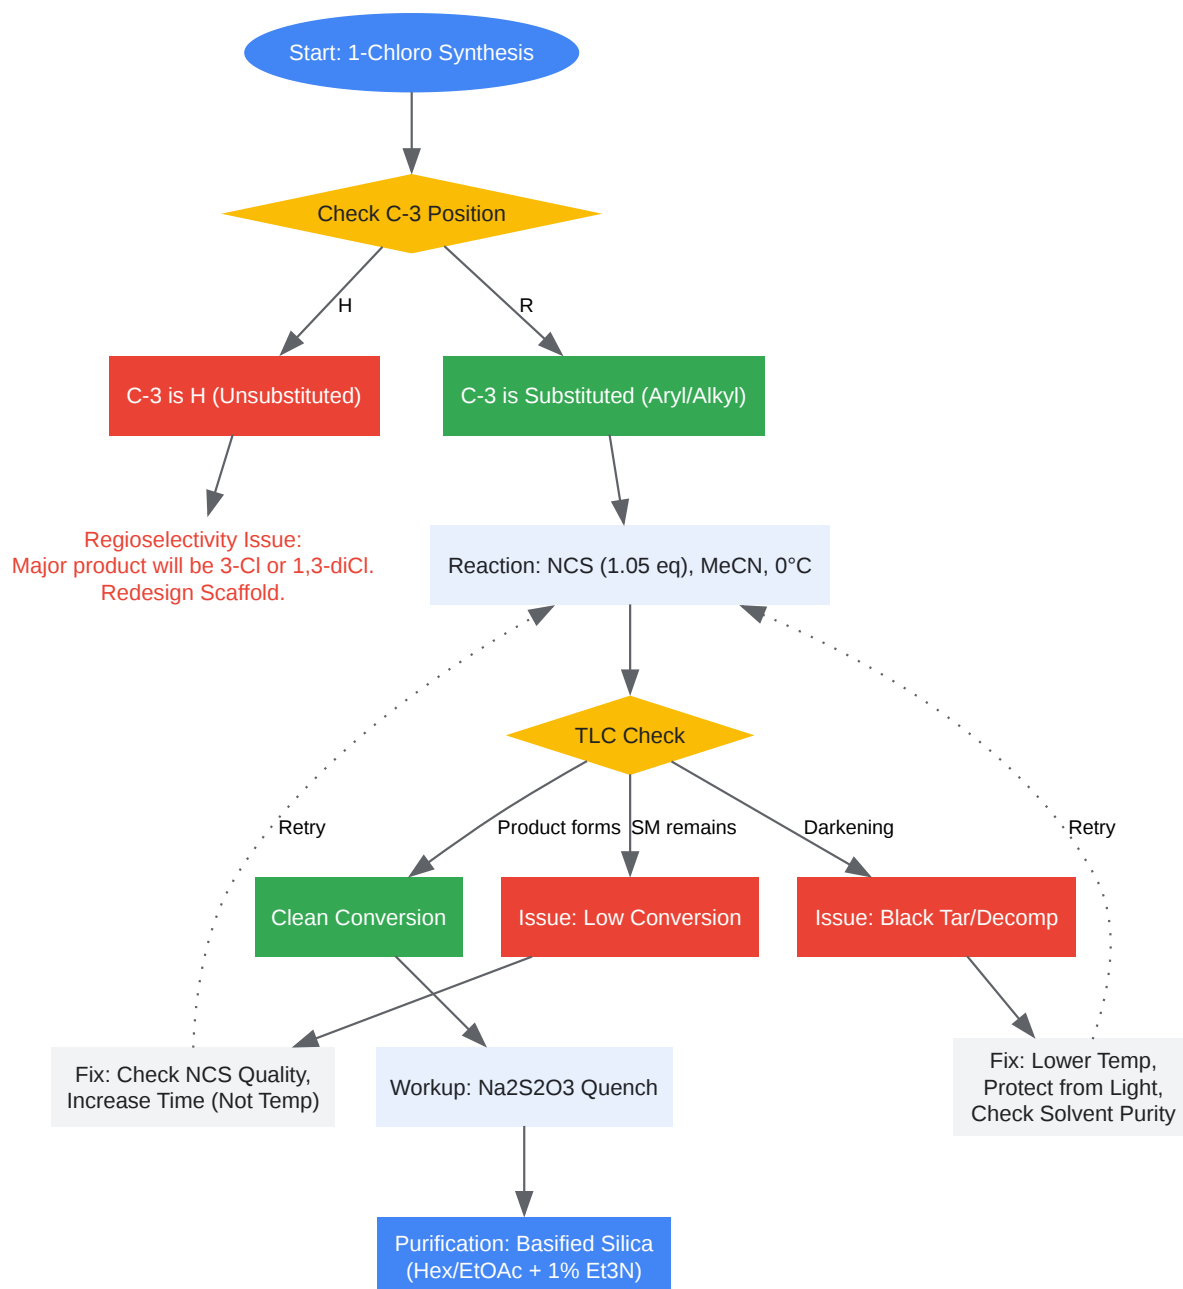 Start: 1-Chloro Synthesis
Check C-3 Position
H
R
C-3 is H (Unsubstituted)
C-3 is Substituted (Aryl/Alkyl)
Regioselectivity Issue:
Major product will be 3-Cl or 1,3-diCl.
Redesign Scaffold.
Reaction: NCS (1.05 eq), MeCN, 0°C
TLC Check
Retry
Product forms
SM remains
Darkening
Retry
Clean Conversion
Issue: Low Conversion
Issue: Black Tar/Decomp
Fix: Check NCS Quality,
Increase Time (Not Temp)
Workup: Na2S2O3 Quench
Fix: Lower Temp,
Protect from Light,
Check Solvent Purity
Purification: Basified Silica
(Hex/EtOAc + 1% Et3N)